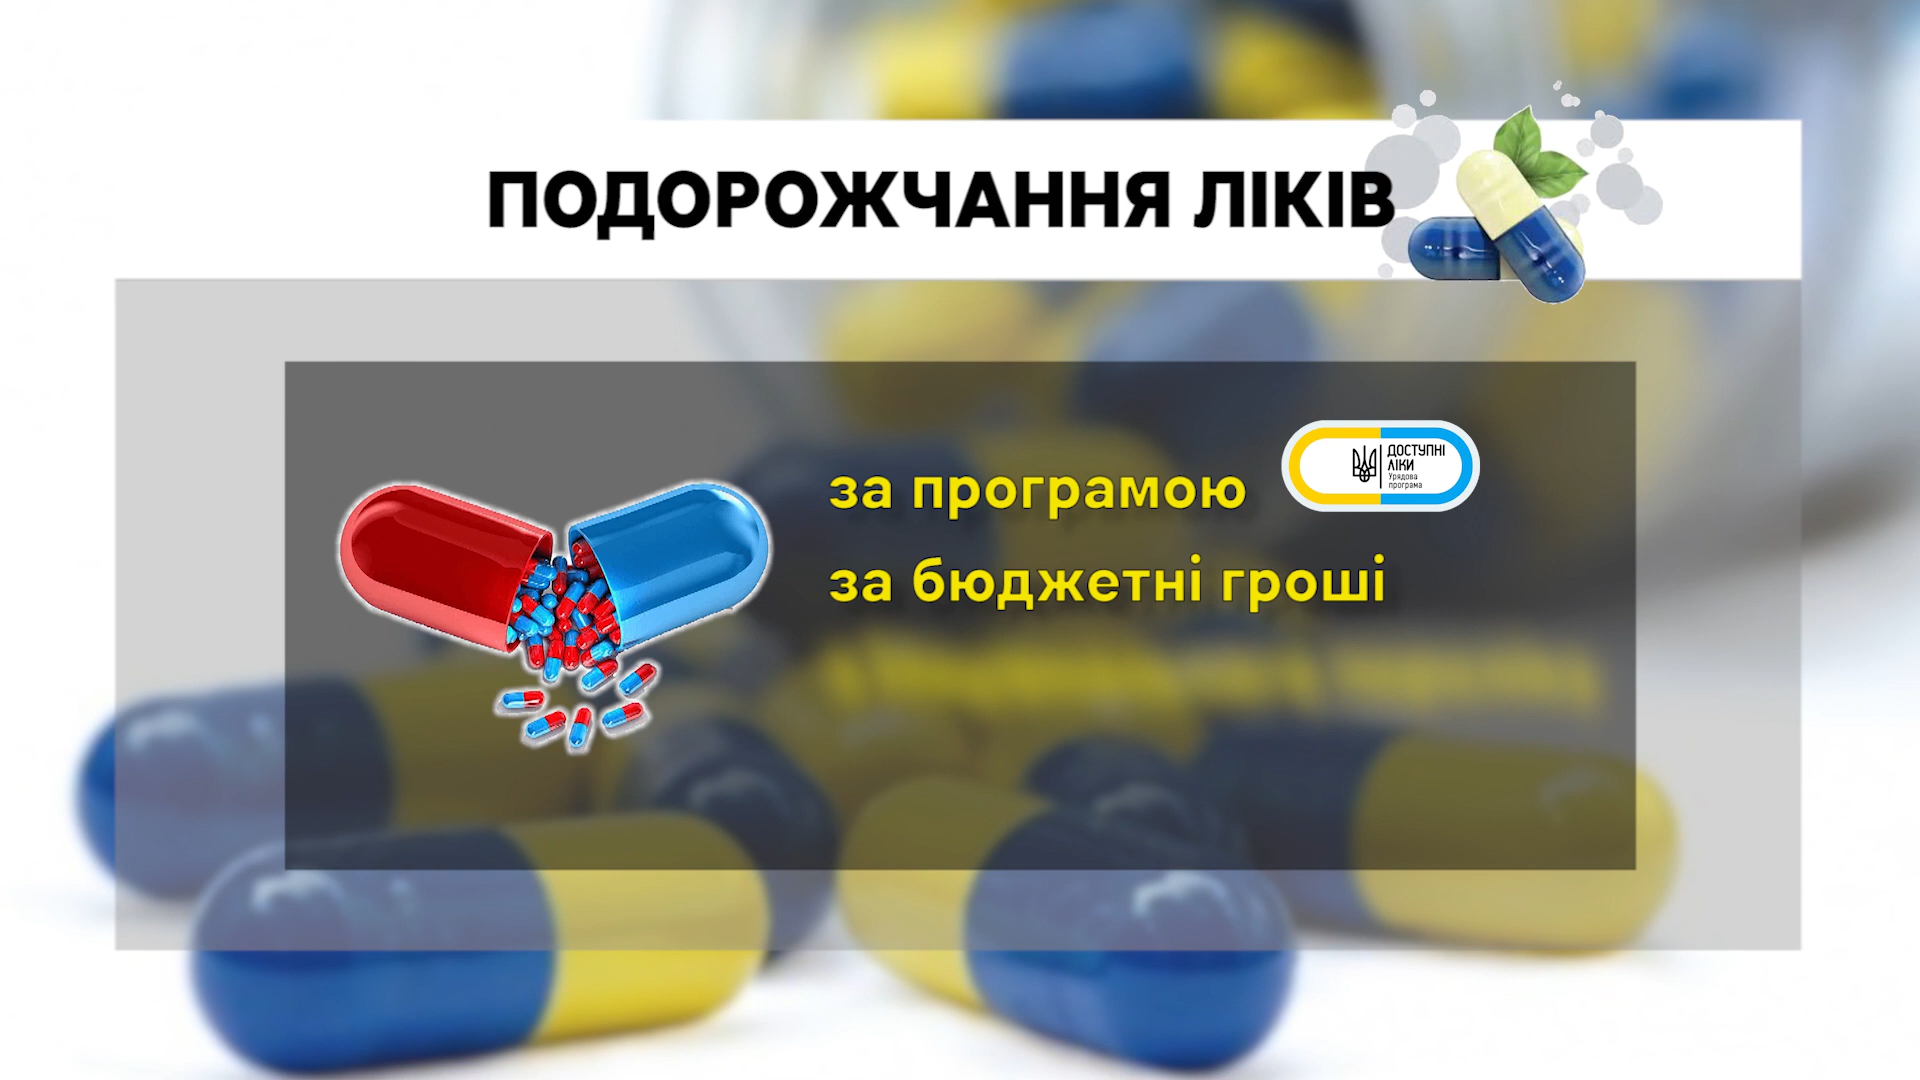 ПОДОРОЖЧАННЯ ЛІКІВ
за програмою
ДОСТУПНІ
ЛІКИ
Урядова
програма
за бюджетні гроші